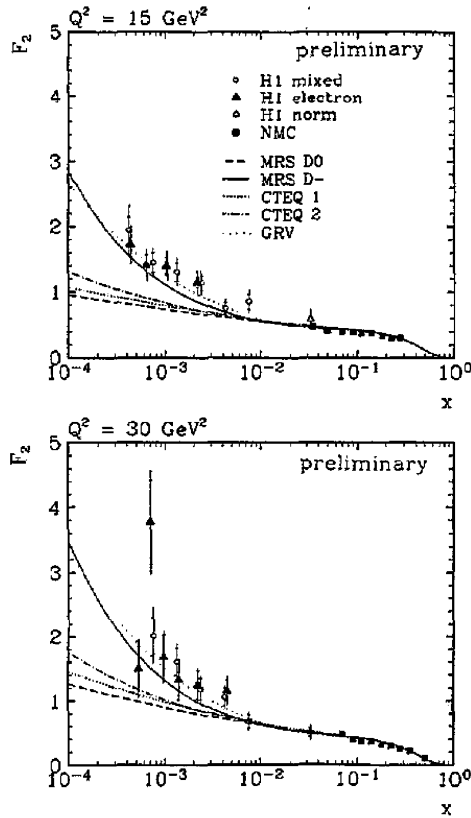 Q² = 15 GeV²
F₂
5
preliminary
H1 mixed
H1 electron
H1 norm
NMC
MRS D0
MRS D-
CTEQ 1
CTEQ 2
GRV
4
3
2
1
0
10⁻⁴ 10⁻³ 10⁻² 10⁻¹ 10⁰
x
Q² = 30 GeV²
F₂
5
preliminary
4
3
2
1
0
10⁻⁴ 10⁻³ 10⁻² 10⁻¹ 10⁰
x